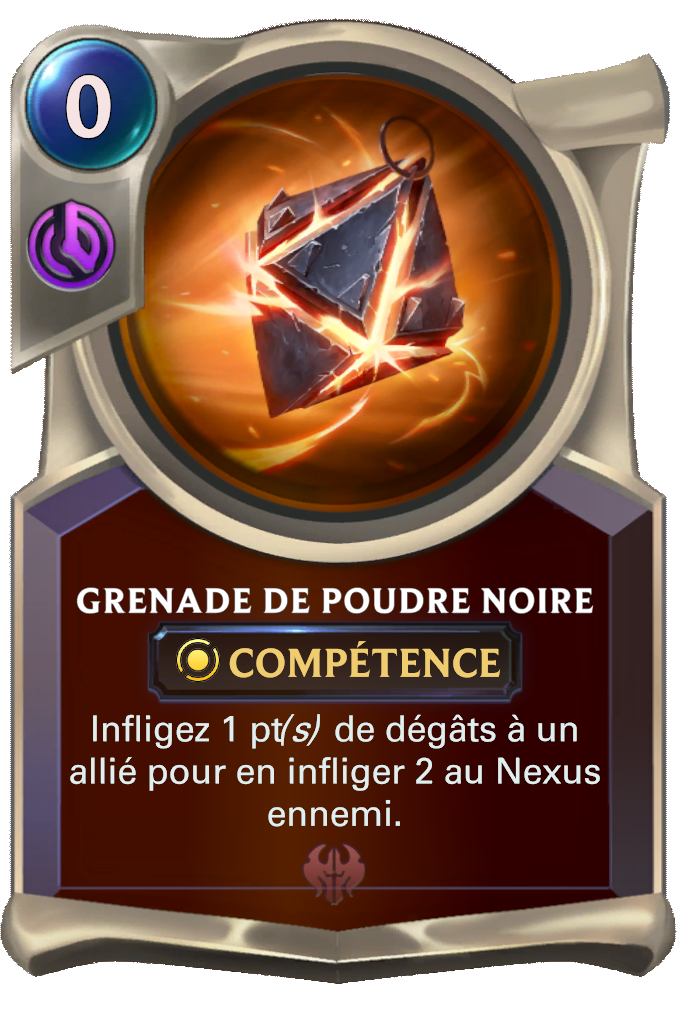 0
GRENADE DE POUDRE NOIRE
COMPÉTENCE
Infligez 1 pt(s) de dégâts à un
allié pour en infliger 2 au Nexus
ennemi.